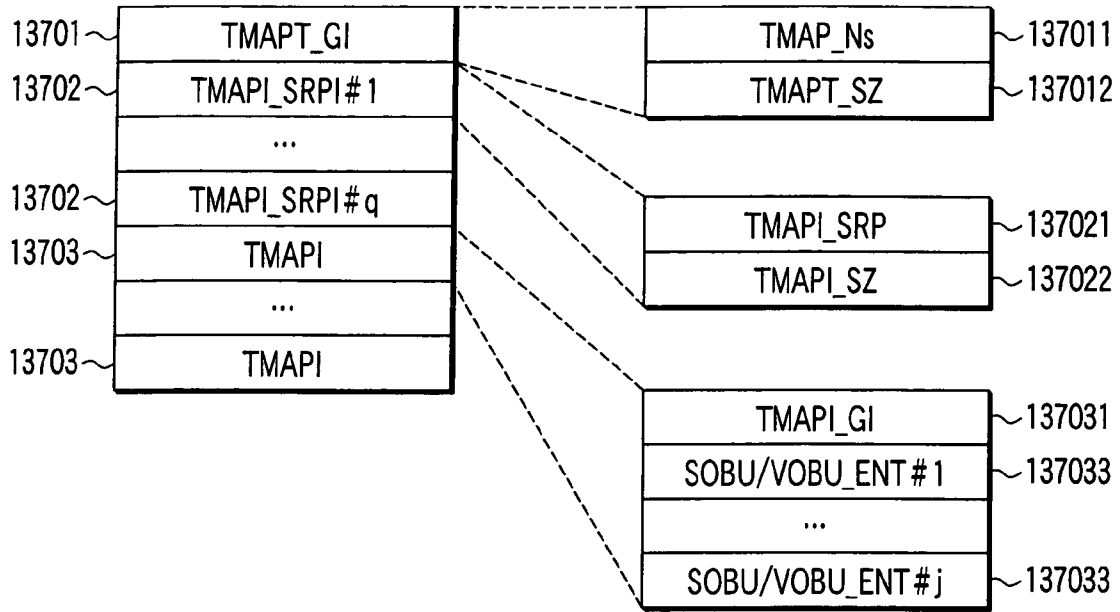 13701 TMAPT_GI
13702 TMAPI_SRPI#1
...
13702 TMAPI_SRPI#q
13703 TMAPI
...
13703 TMAPI
TMAP_Ns 137011
TMAPT_SZ 137012
TMAPI_SRP 137021
TMAPI_SZ 137022
TMAPI_GI 137031
SOBU/VOBU_ENT#1 137033
...
SOBU/VOBU_ENT#j 137033